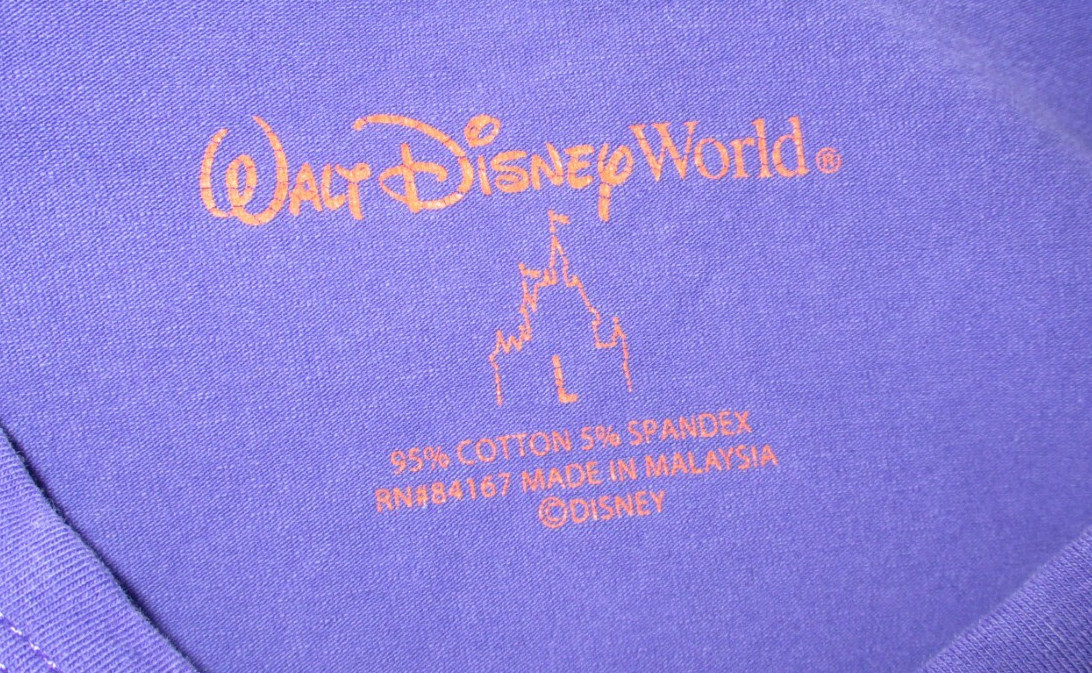 WALT DISNEY World®
L
95% COTTON 5% SPANDEX
RN#84167 MADE IN MALAYSIA
©DISNEY